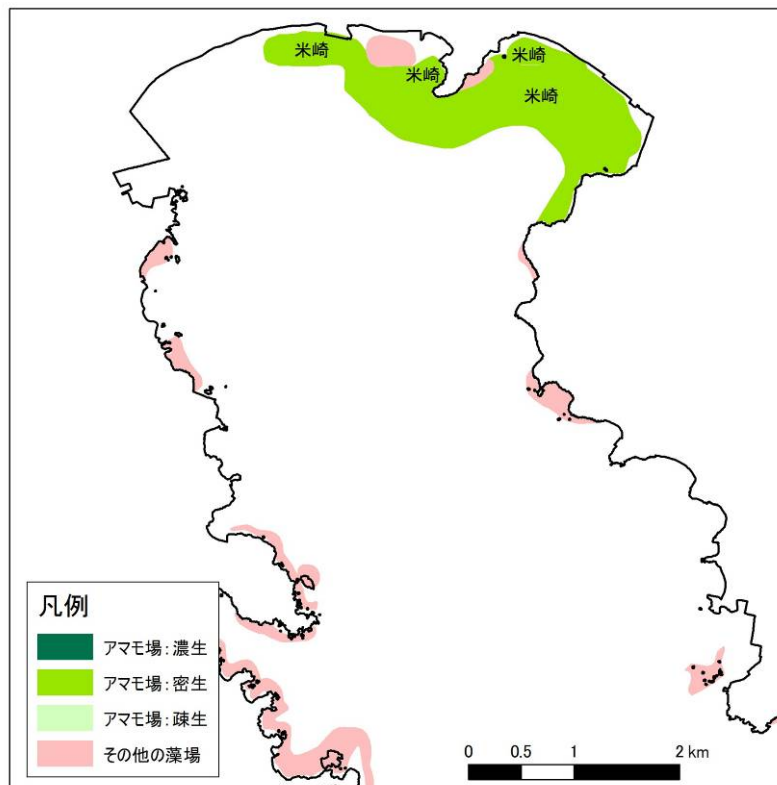 米崎
米崎
米崎
米崎
凡例
アマモ場:濃生
アマモ場:密生
アマモ場:疎生
その他の藻場
0 0.5 1 2 km